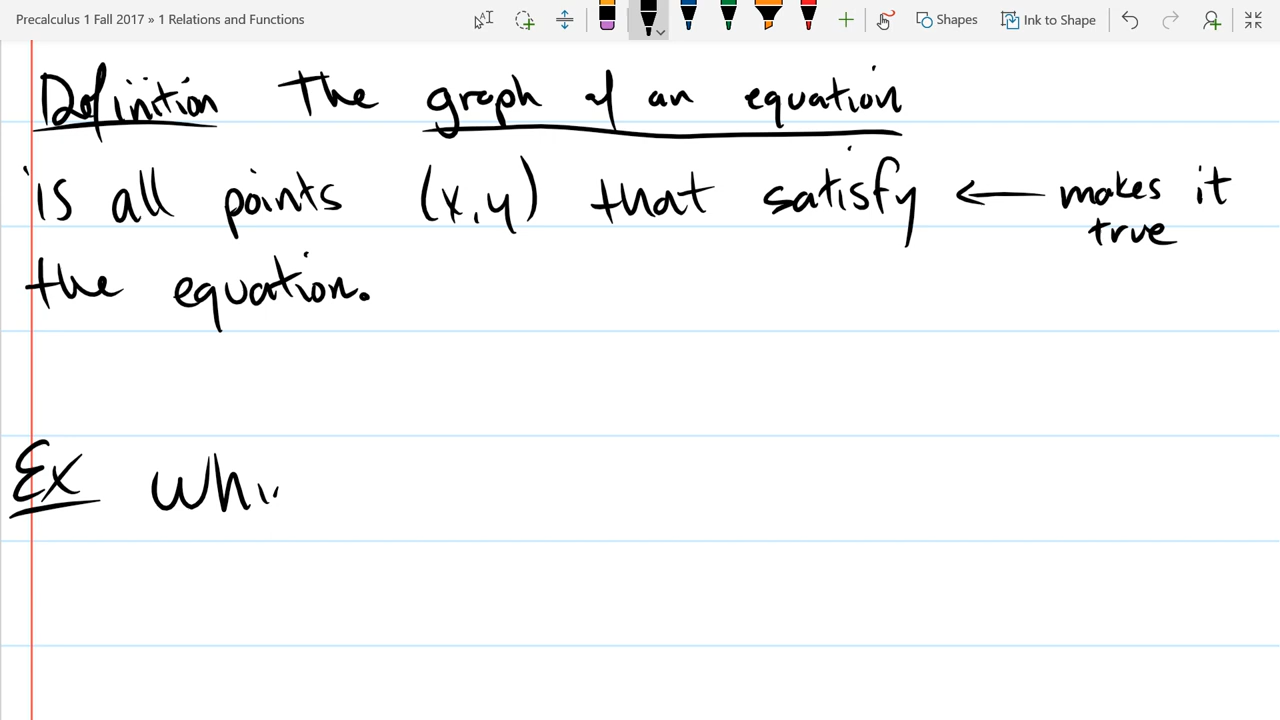 Precalculus 1 Fall 2017 » 1 Relations and Functions
Shapes
Ink to Shape
Definition The graph of an equation
is all points (x,y) that satisfy ← makes it
true
the equation.
Ex Whi